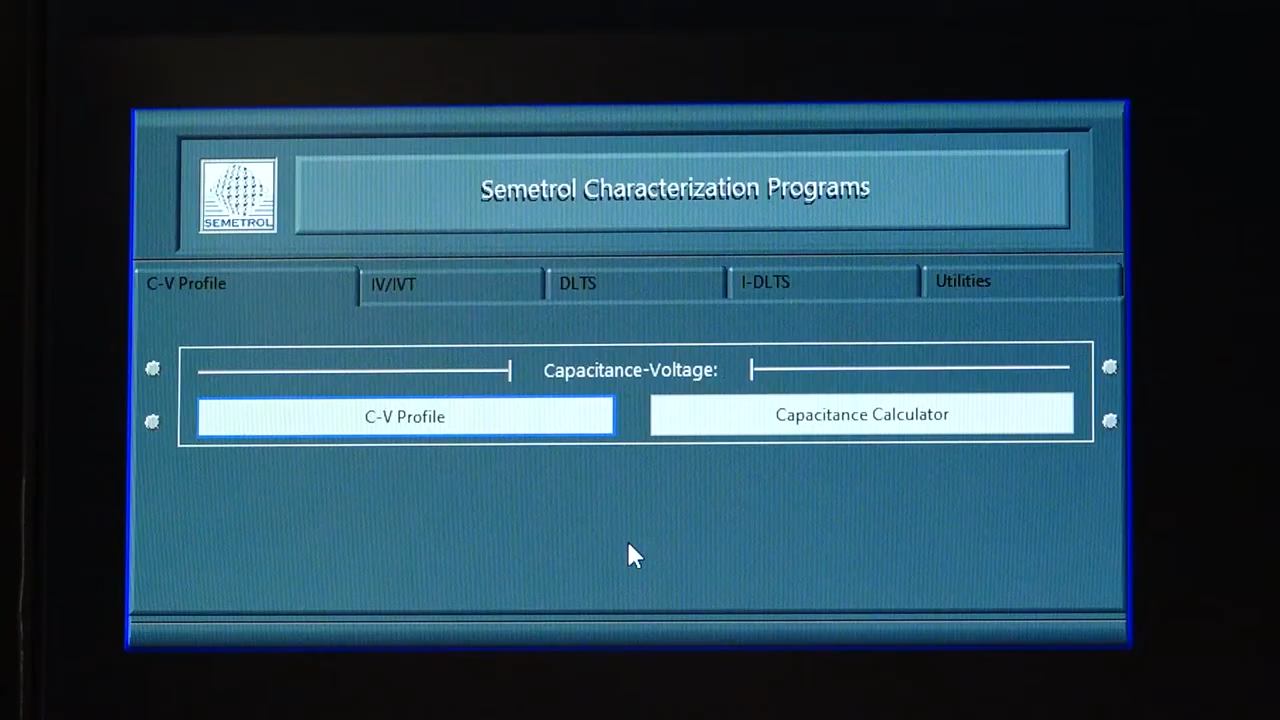 SEMETROL
Semetrol Characterization Programs
C-V Profile
IV/IVT
DLTS
I-DLTS
Utilities
Capacitance-Voltage:
C-V Profile
Capacitance Calculator